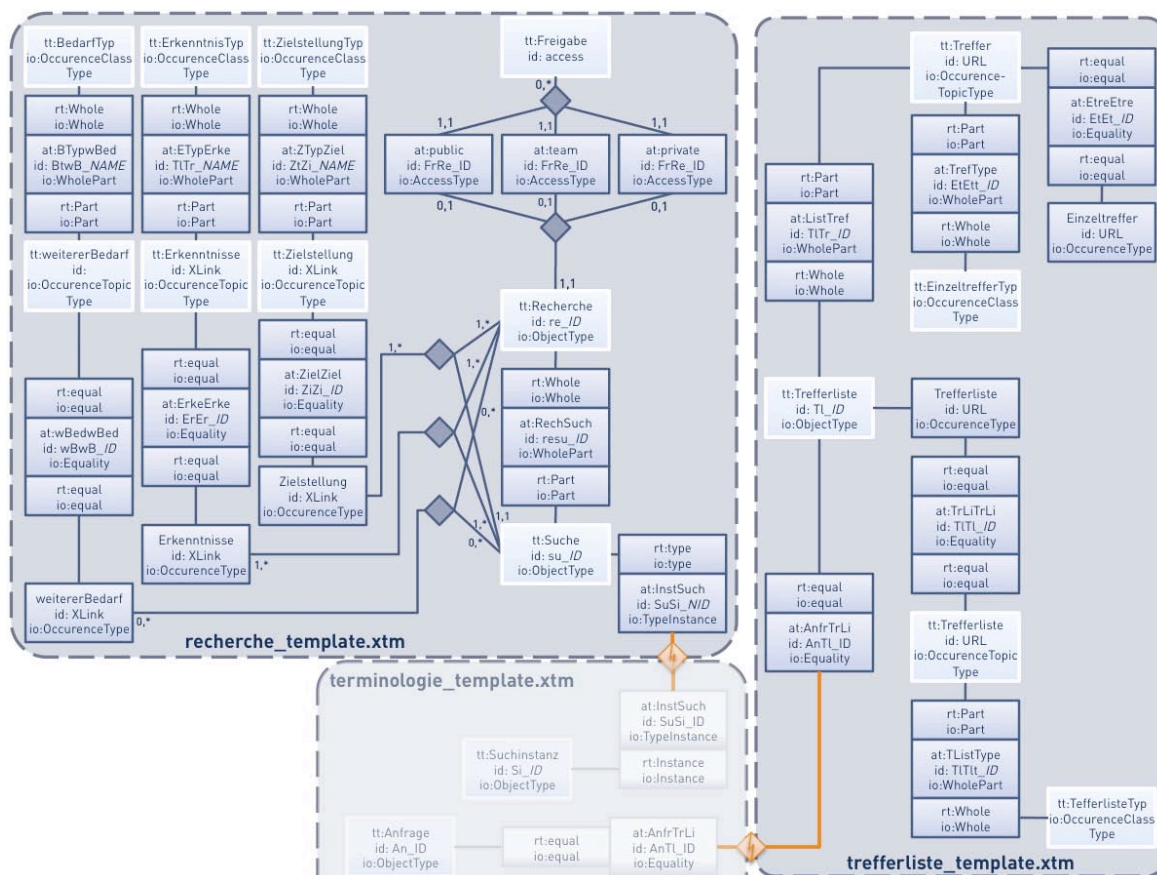 tt:BedarfTyp
io:OccurenceClass
Type
rt:Whole
io:Whole
at:BTypwBed
id: BtwB_NAME
io:WholePart
rt:Part
io:Part
tt:weitererBedarf
id:
io:OccurenceTopic
Type
rt:equal
io:equal
at:wBedwBed
id: wBwB_ID
io:Equality
rt:equal
io:equal
weitererBedarf
id: XLink
io:OccurenceType
0,*
tt:ErkenntnisTyp
io:OccurenceClass
Type
rt:Whole
io:Whole
at:ETypErke
id: TlTr_NAME
io:WholePart
rt:Part
io:Part
tt:Erkenntnisse
id: XLink
io:OccurenceTopic
Type
rt:equal
io:equal
at:ErkeErke
id: ErEr_ID
io:Equality
rt:equal
io:equal
Erkenntnisse
id: XLink
io:OccurenceType
1,*
tt:ZielstellungTyp
io:OccurenceClass
Type
rt:Whole
io:Whole
at:ZTypZiel
id: ZtZi_NAME
io:WholePart
rt:Part
io:Part
tt:Zielstellung
id: XLink
io:OccurenceTopic
Type
rt:equal
io:equal
at:ZielZiel
id: ZiZi_ID
io:Equality
rt:equal
io:equal
Zielstellung
id: XLink
io:OccurenceType
1,*
tt:Freigabe
id: access
0,*
1,1
1,1
1,1
at:public
id: FrRe_ID
io:AccessType
at:team
id: FrRe_ID
io:AccessType
at:private
id: FrRe_ID
io:AccessType
0,1
0,1
0,1
1,1
tt:Recherche
id: re_ID
io:ObjectType
1,*
1,*
0,*
rt:Whole
io:Whole
at:RechSuch
id: resu_ID
io:WholePart
rt:Part
io:Part
1,1
1,*
0,*
tt:Suche
id: su_ID
io:ObjectType
rt:type
io:type
at:InstSuch
id: SuSi_NID
io:TypeInstance
recherche_template.xtm
terminologie_template.xtm
at:InstSuch
id: SuSi_ID
io:TypeInstance
rt:Instance
io:Instance
tt:Suchinstanz
id: Si_ID
io:ObjectType
tt:Anfrage
id: An_ID
io:ObjectType
rt:equal
io:equal
at:AnfrTrLi
id: AnTl_ID
io:Equality
tt:Treffer
id: URL
io:Occurence-
TopicType
rt:equal
io:equal
at:EtreEtre
id: EtEt_ID
io:Equality
rt:equal
io:equal
Einzeltreffer
id: URL
io:OccurenceType
rt:Part
io:Part
at:TrefType
id: EtEtt_ID
io:WholePart
rt:Whole
io:Whole
tt:EinzeltrefferTyp
io:OccurenceClass
Type
rt:Part
io:Part
at:ListTref
id: TlTr_ID
io:WholePart
rt:Whole
io:Whole
tt:Trefferliste
id: Tl_ID
io:ObjectType
Trefferliste
id: URL
io:OccurenceType
rt:equal
io:equal
at:TrLiTrLi
id: TlTl_ID
io:Equality
rt:equal
io:equal
tt:Trefferliste
id: URL
io:OccurenceTopic
Type
rt:Part
io:Part
at:TListType
id: TlTlt_ID
io:WholePart
rt:Whole
io:Whole
tt:TefferlisteTyp
io:OccurenceClass
Type
rt:equal
io:equal
at:AnfrTrLi
id: AnTl_ID
io:Equality
trefferliste_template.xtm